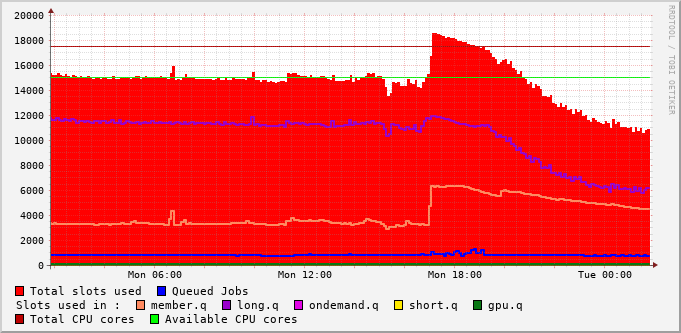 20000
18000
16000
14000
12000
10000
8000
6000
4000
2000
0
Mon 06:00 Mon 12:00 Mon 18:00 Tue 00:00
RRDTOOL / TOBI OETIKER
Total slots used Queued Jobs
Slots used in : member.q long.q ondemand.q short.q gpu.q
Total CPU cores Available CPU cores